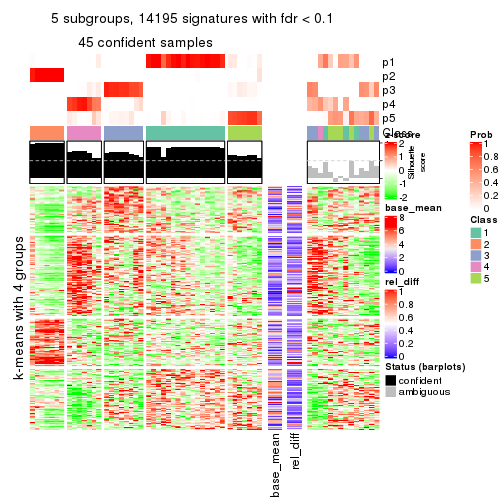 5 subgroups, 14195 signatures with fdr < 0.1
45 confident samples
p1
p2
p3
p4
p5
Class
z-score
2
1
0
-1
-2
Silhouette
score
k-means with 4 groups
base_mean
rel_diff
base_mean
8
6
4
2
0
rel_diff
1
0.8
0.6
0.4
0.2
0
Status (barplots)
confident
ambiguous
Prob
1
0.8
0.6
0.4
0.2
0
Class
1
2
3
4
5